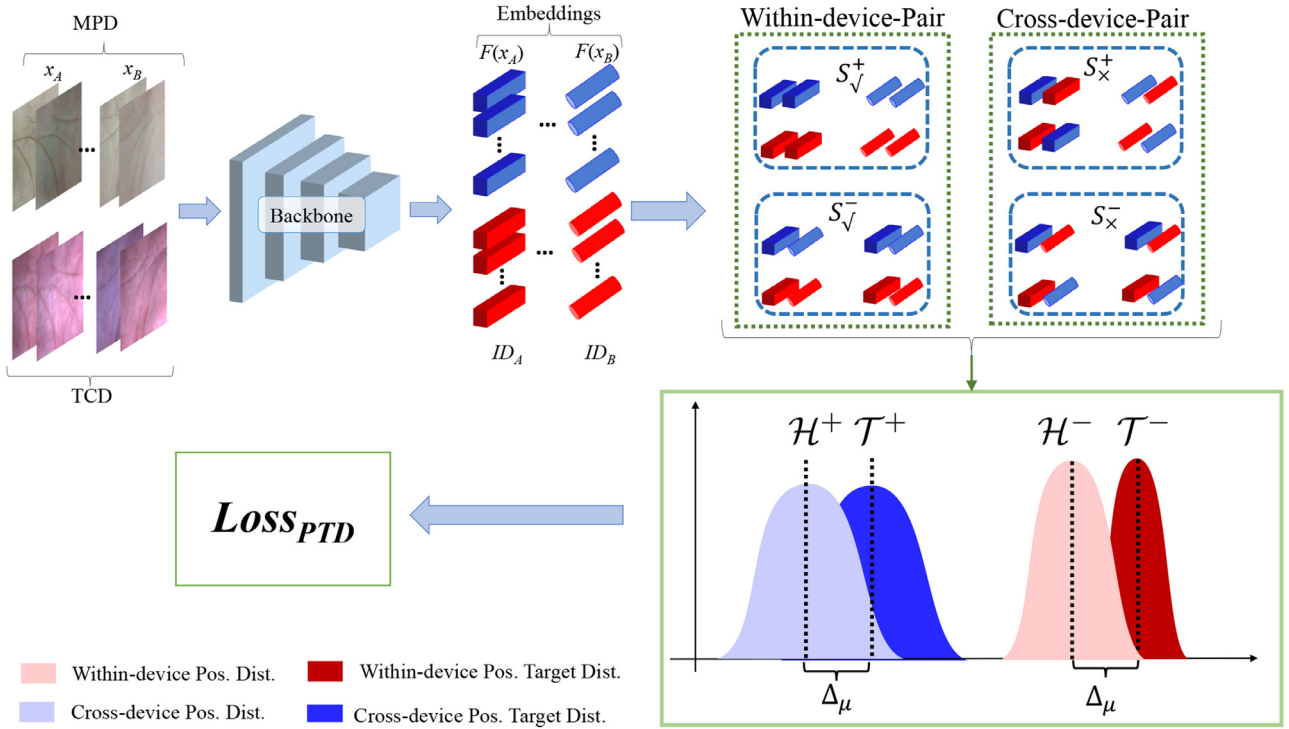 MPD
x_A x_B
TCD
Backbone
Embeddings
F(x_A) F(x_B)
ID_A ID_B
Within-device-Pair
S_√^+
S_√^-
Cross-device-Pair
S_×^+
S_×^-
H^+ T^+ H^- T^-
Δ_μ Δ_μ
Loss_PTD
Within-device Pos. Dist.
Within-device Pos. Target Dist.
Cross-device Pos. Dist.
Cross-device Pos. Target Dist.